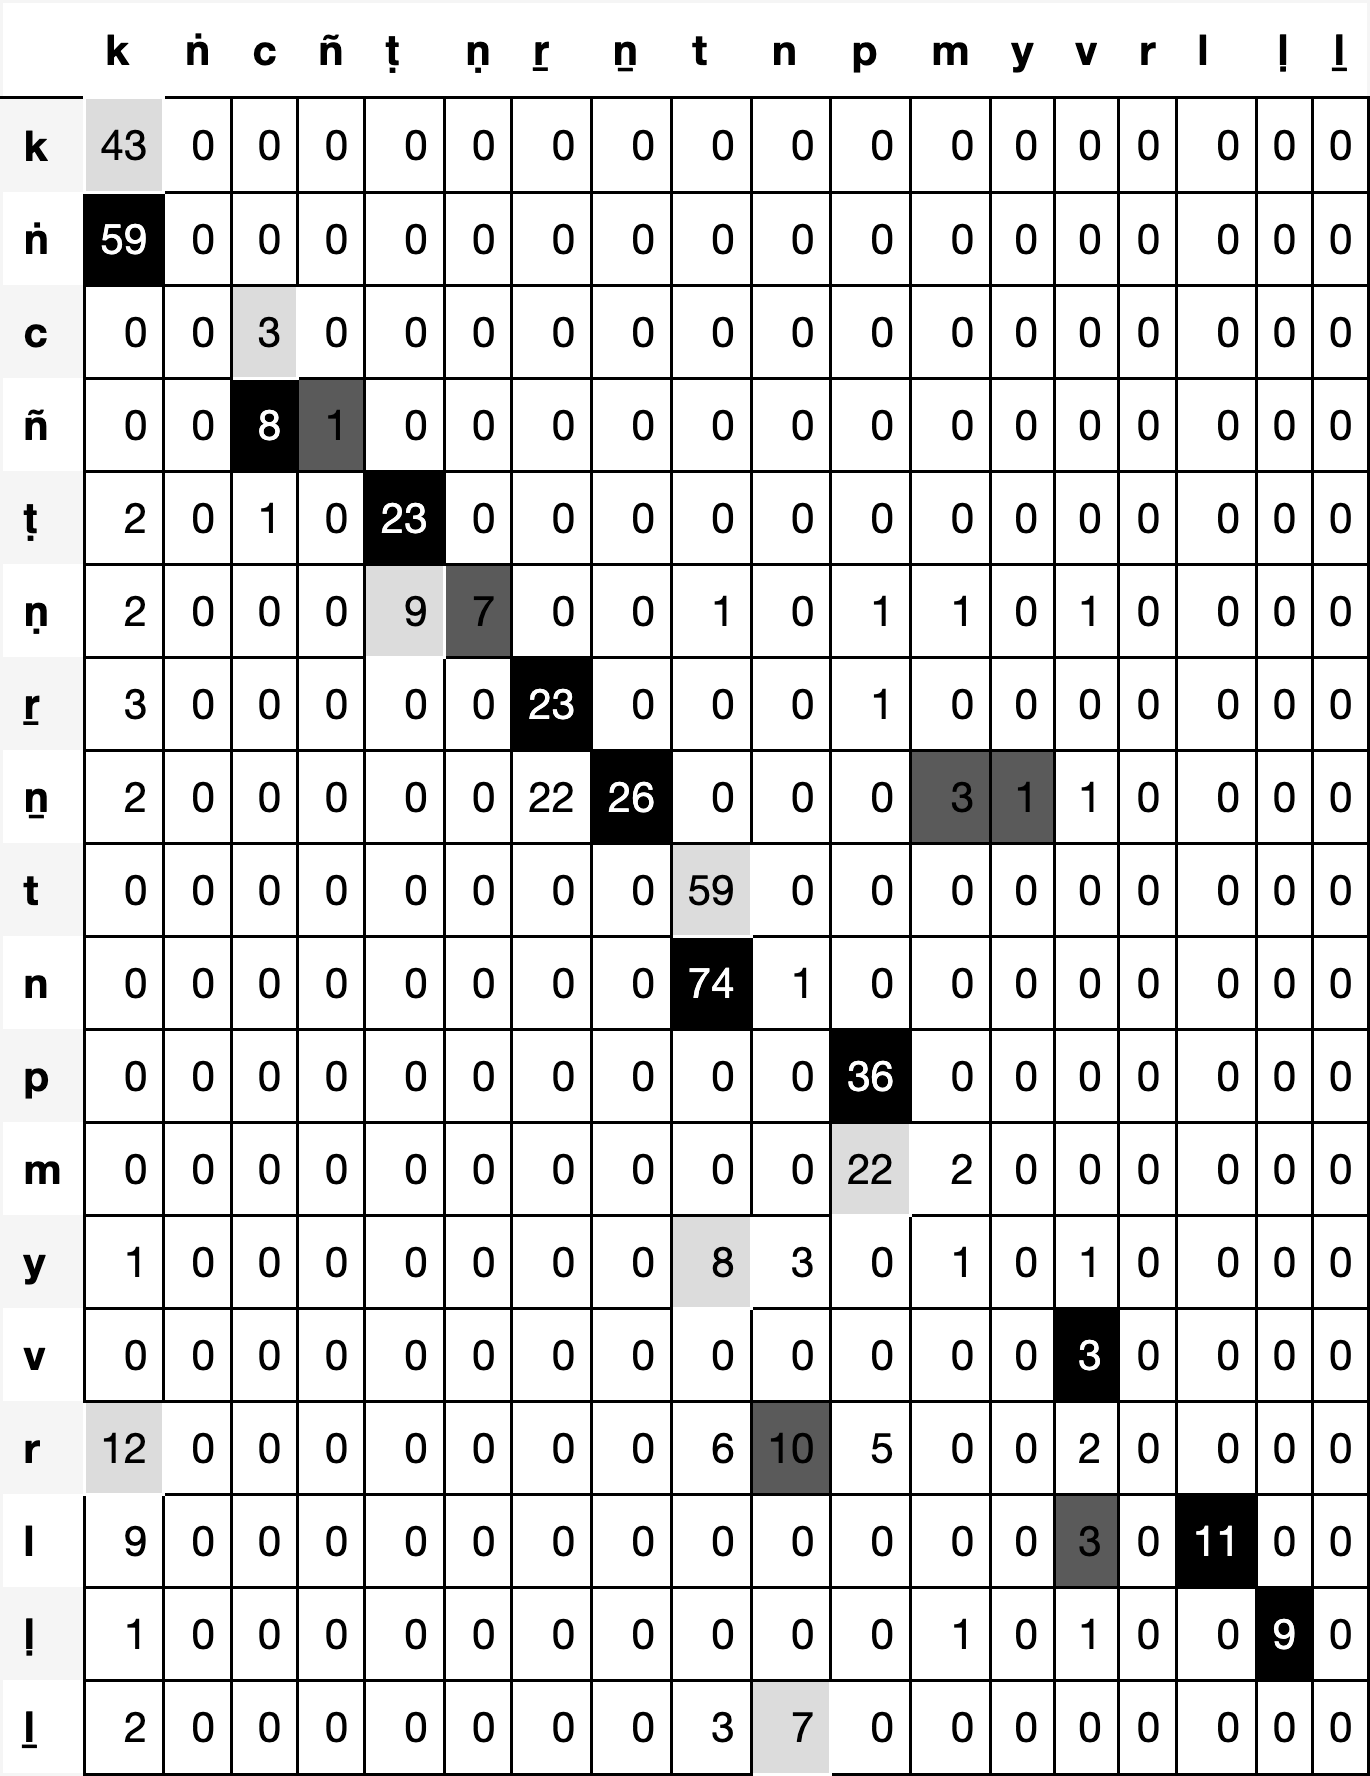 k ṅ c ñ ṭ ṇ ṟ ṉ t n p m y v r l ḷ ḻ
k 43 0 0 0 0 0 0 0 0 0 0 0 0 0 0 0 0 0
ṅ 59 0 0 0 0 0 0 0 0 0 0 0 0 0 0 0 0 0
c 0 0 3 0 0 0 0 0 0 0 0 0 0 0 0 0 0 0
ñ 0 0 8 1 0 0 0 0 0 0 0 0 0 0 0 0 0 0
ṭ 2 0 1 0 23 0 0 0 0 0 0 0 0 0 0 0 0 0
ṇ 2 0 0 0 9 7 0 0 1 0 1 1 0 1 0 0 0 0
ṟ 3 0 0 0 0 0 23 0 0 0 1 0 0 0 0 0 0 0
ṉ 2 0 0 0 0 0 22 26 0 0 0 3 1 1 0 0 0 0
t 0 0 0 0 0 0 0 0 59 0 0 0 0 0 0 0 0 0
n 0 0 0 0 0 0 0 0 74 1 0 0 0 0 0 0 0 0
p 0 0 0 0 0 0 0 0 0 0 36 0 0 0 0 0 0 0
m 0 0 0 0 0 0 0 0 0 0 22 2 0 0 0 0 0 0
y 1 0 0 0 0 0 0 0 8 3 0 1 0 1 0 0 0 0
v 0 0 0 0 0 0 0 0 0 0 0 0 0 3 0 0 0 0
r 12 0 0 0 0 0 0 0 6 10 5 0 0 2 0 0 0 0
l 9 0 0 0 0 0 0 0 0 0 0 0 0 3 0 11 0 0
ḷ 1 0 0 0 0 0 0 0 0 0 0 1 0 1 0 0 9 0
ḻ 2 0 0 0 0 0 0 0 3 7 0 0 0 0 0 0 0 0